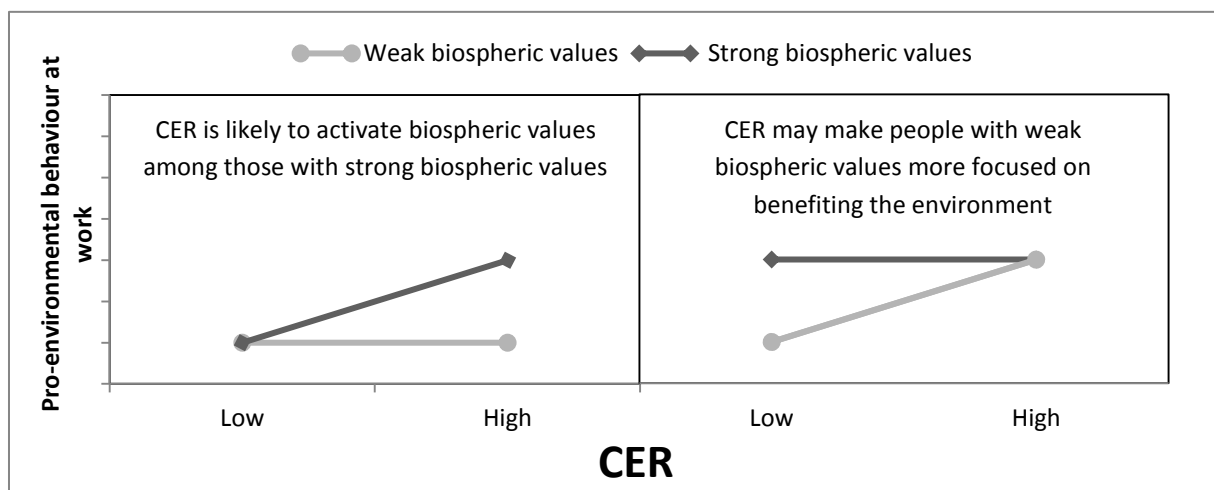 Weak biospheric values
Strong biospheric values
Pro-environmental behaviour at
work
CER is likely to activate biospheric values
among those with strong biospheric values
CER may make people with weak
biospheric values more focused on
benefiting the environment
Low
High
Low
High
CER